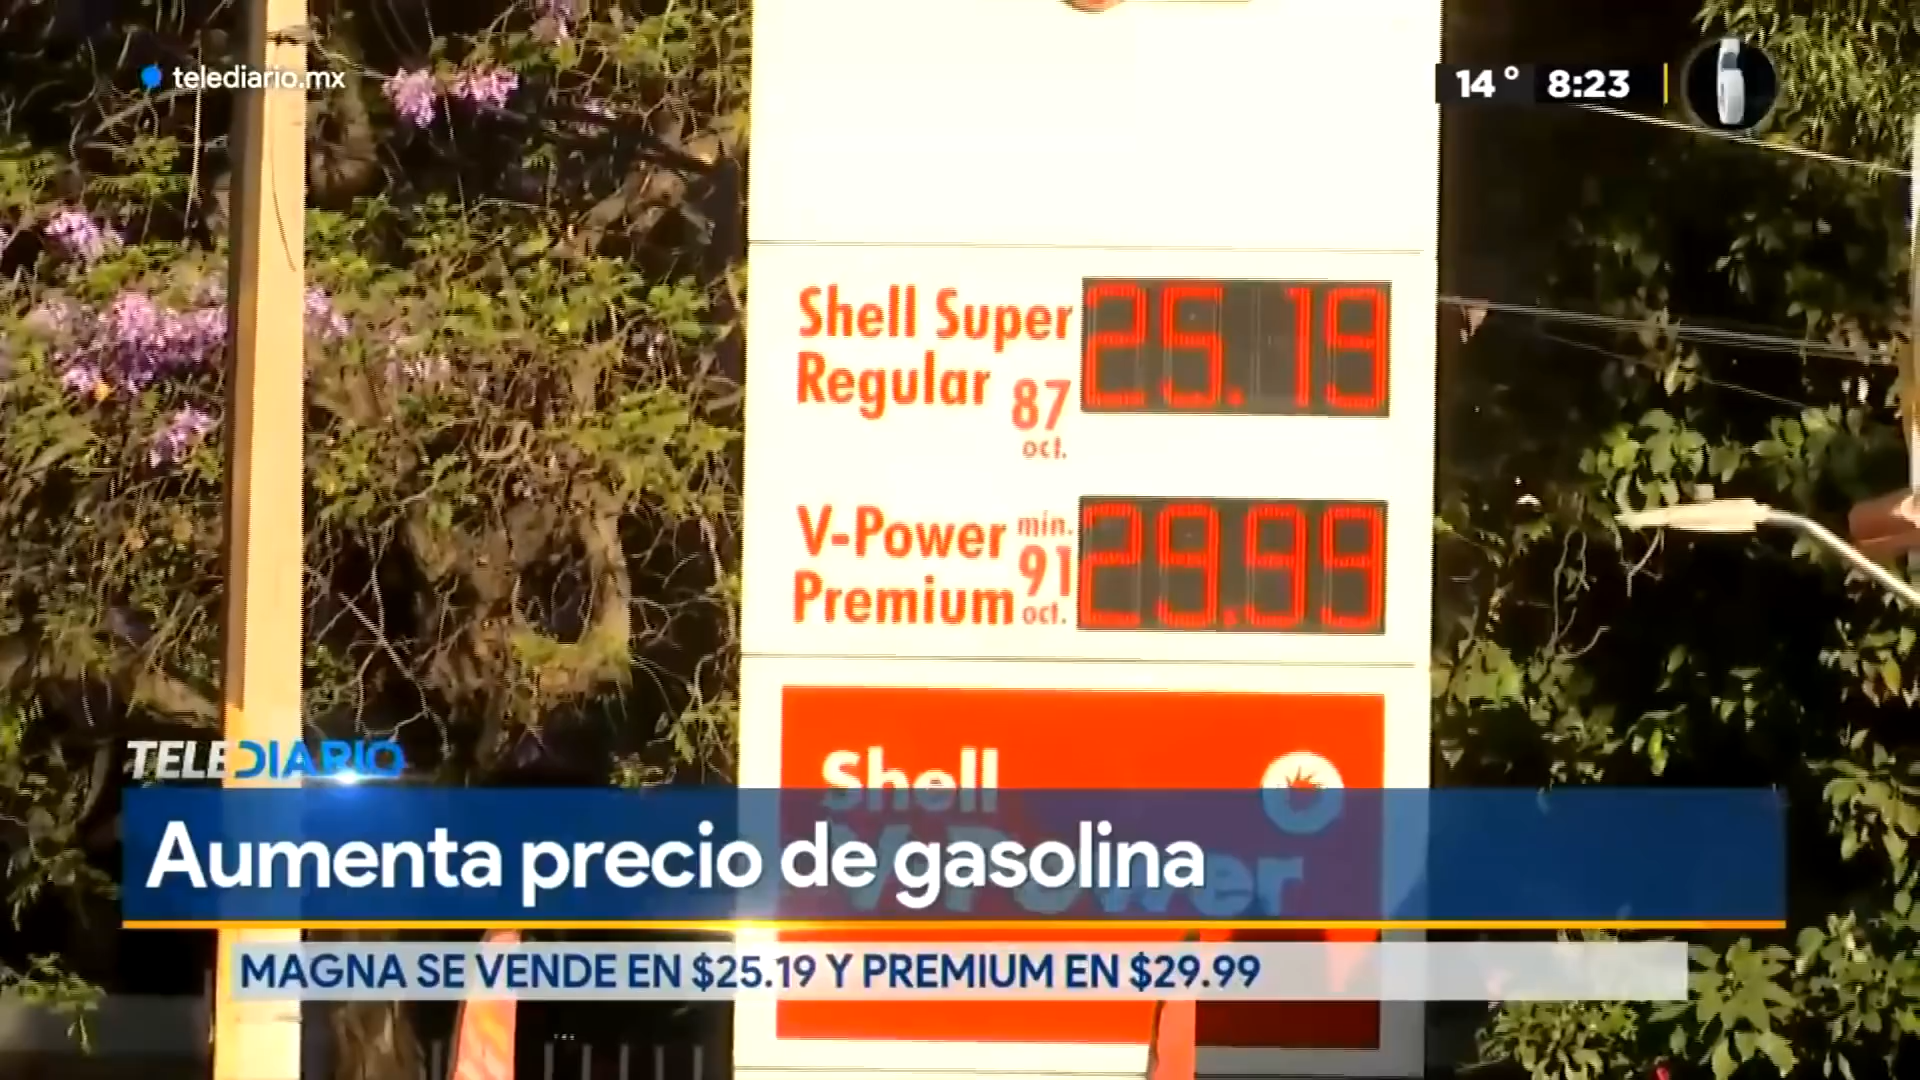 telediario.mx
14° 8:23
Shell Super
Regular 87
oct.
25.19
V-Power min.
Premium 91
oct.
29.99
TELEDIARIO
Shell
V-Power
Aumenta precio de gasolina
MAGNA SE VENDE EN $25.19 Y PREMIUM EN $29.99